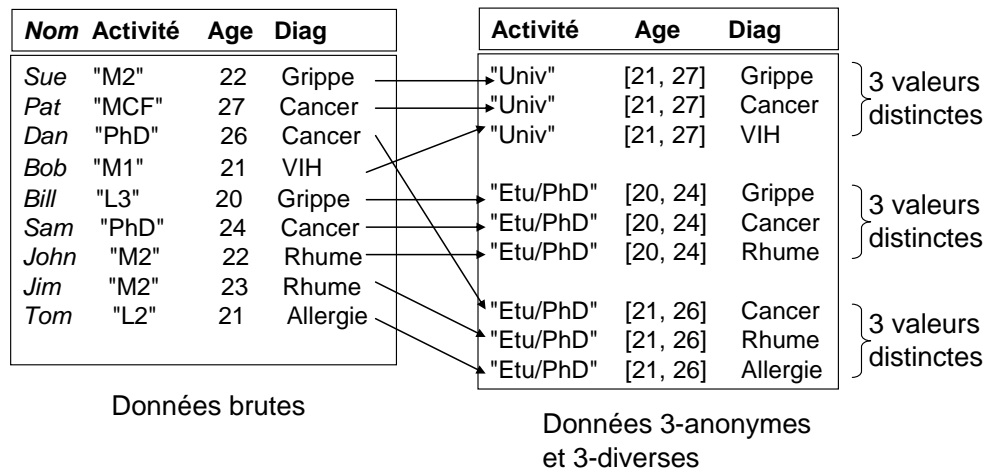 Nom Activité Age Diag
Sue "M2" 22 Grippe
Pat "MCF" 27 Cancer
Dan "PhD" 26 Cancer
Bob "M1" 21 VIH
Bill "L3" 20 Grippe
Sam "PhD" 24 Cancer
John "M2" 22 Rhume
Jim "M2" 23 Rhume
Tom "L2" 21 Allergie
Données brutes
Activité Age Diag
"Univ" [21, 27] Grippe
"Univ" [21, 27] Cancer
"Univ" [21, 27] VIH
3 valeurs
distinctes
"Etu/PhD" [20, 24] Grippe
"Etu/PhD" [20, 24] Cancer
"Etu/PhD" [20, 24] Rhume
3 valeurs
distinctes
"Etu/PhD" [21, 26] Cancer
"Etu/PhD" [21, 26] Rhume
"Etu/PhD" [21, 26] Allergie
3 valeurs
distinctes
Données 3-anonymes
et 3-diverses